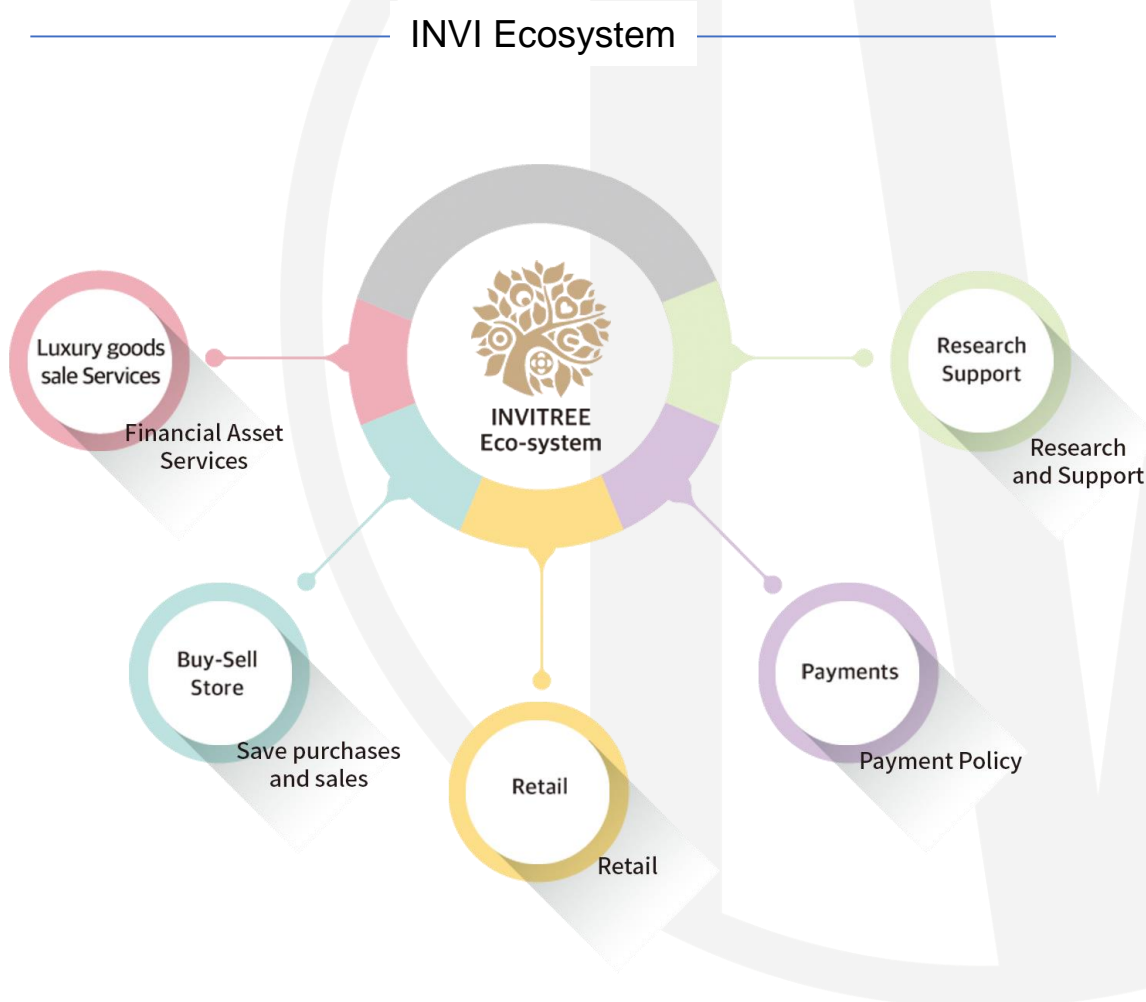 INVI Ecosystem
INVITREE
Eco-system
Luxury goods
sale Services
Financial Asset
Services
Research
Support
Research
and Support
Buy-Sell
Store
Save purchases
and sales
Payments
Payment Policy
Retail
Retail